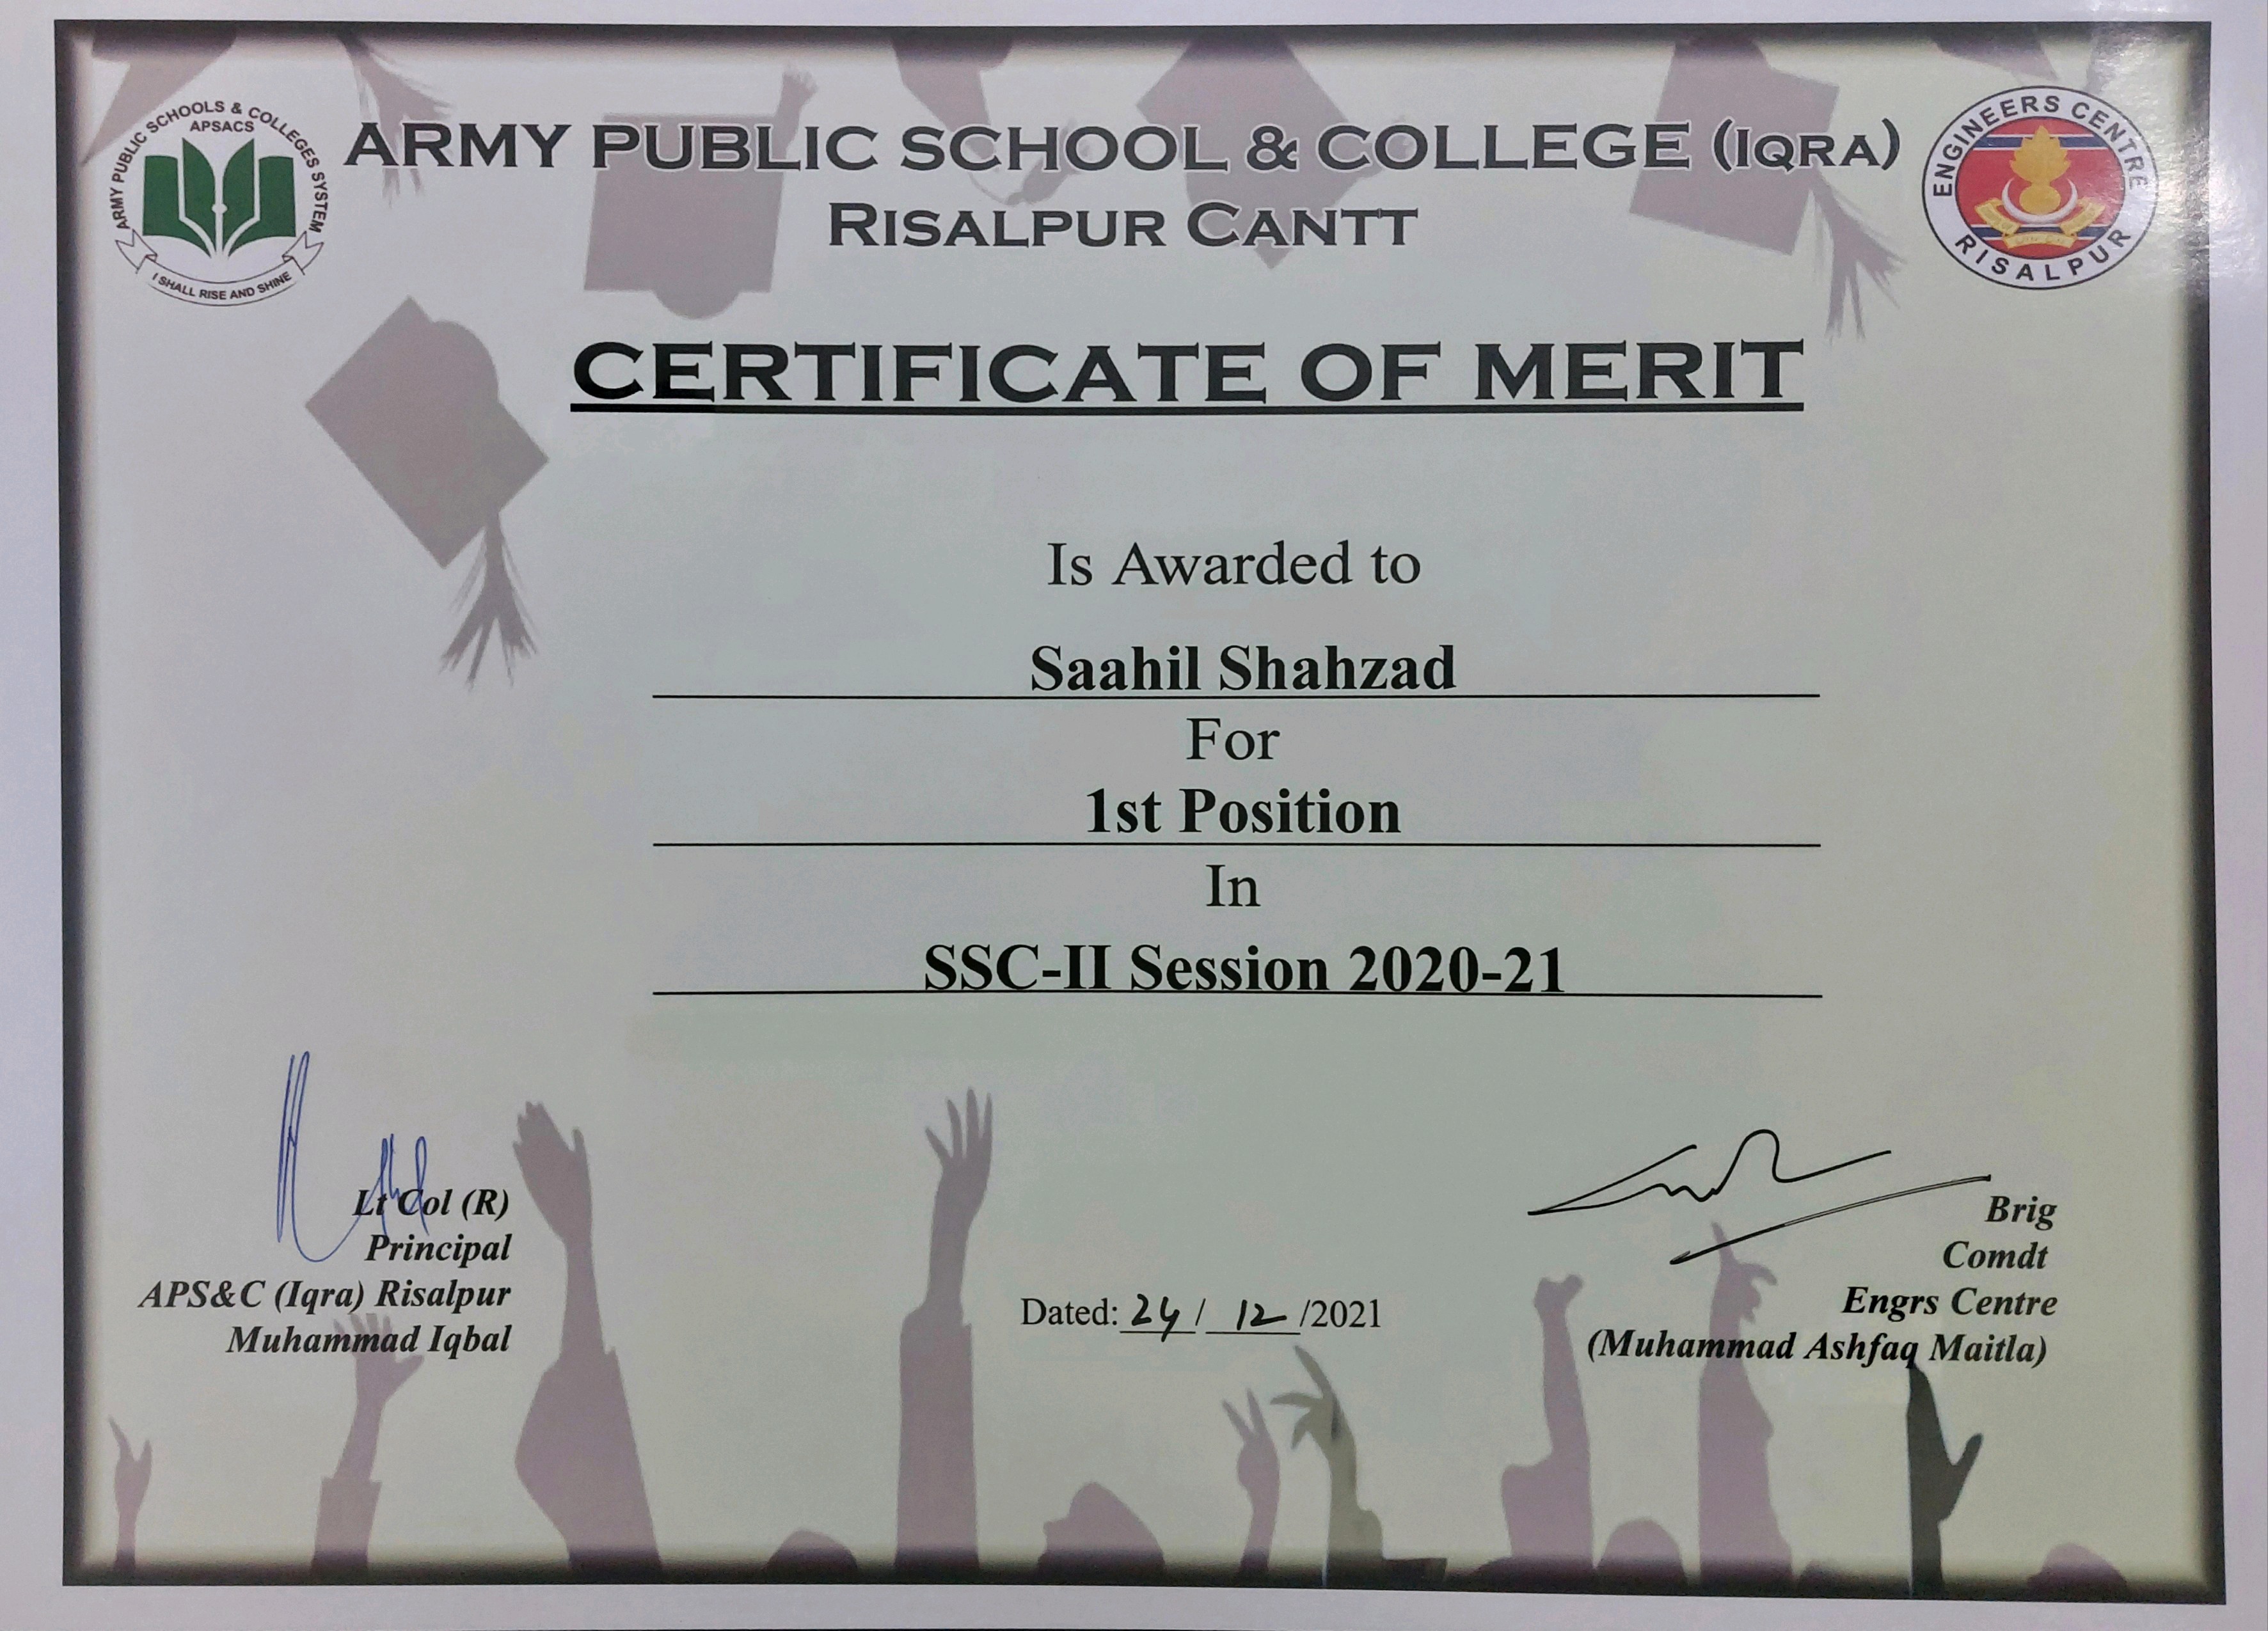 ARMY PUBLIC SCHOOLS & COLLEGES SYSTEM
APSACS
I SHALL RISE AND SHINE
ARMY PUBLIC SCHOOL & COLLEGE (IQRA)
RISALPUR CANTT
ENGINEERS CENTRE
RISALPUR
CERTIFICATE OF MERIT
Is Awarded to
Saahil Shahzad
For
1st Position
In
SSC-II Session 2020-21
Lt Col (R)
Principal
APS&C (Iqra) Risalpur
Muhammad Iqbal
Dated: 24/ 12 /2021
Brig
Comdt
Engrs Centre
(Muhammad Ashfaq Maitla)